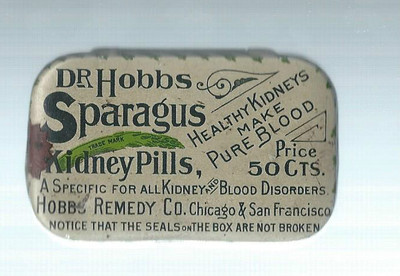 DR HOBBS
Sparagus
TRADE MARK
Kidney Pills,
HEALTHY KIDNEYS
MAKE
PURE BLOOD.
Price
50 CTS.
A SPECIFIC FOR ALL KIDNEY AND BLOOD DISORDERS.
HOBBS REMEDY CO. Chicago & San Francisco
NOTICE THAT THE SEALS ON THE BOX ARE NOT BROKEN